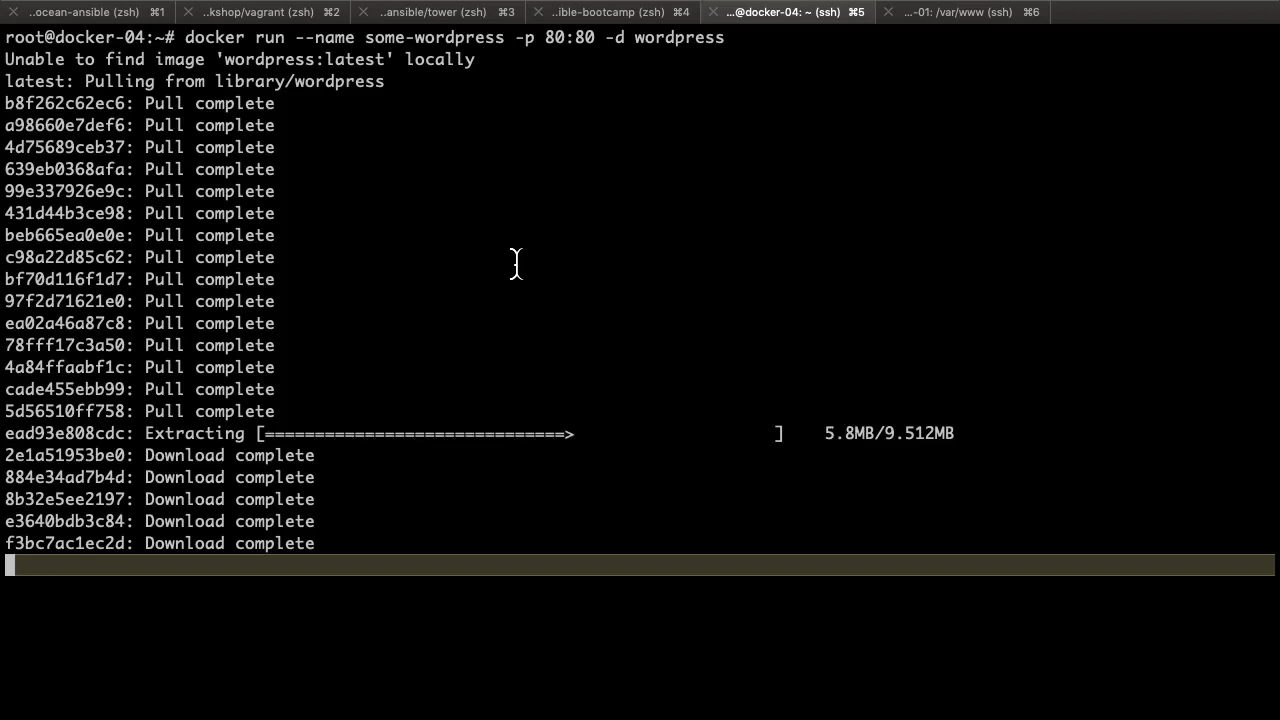 ..ocean-ansible (zsh) ⌘1 ..kshop/vagrant (zsh) ⌘2 ..ansible/tower (zsh) ⌘3 ..ible-bootcamp (zsh) ⌘4 ...@docker-04: ~ (ssh) ⌘5 ...-01: /var/www (ssh) ⌘6
root@docker-04:~# docker run --name some-wordpress -p 80:80 -d wordpress
Unable to find image 'wordpress:latest' locally
latest: Pulling from library/wordpress
b8f262c62ec6: Pull complete
a98660e7def6: Pull complete
4d75689ceb37: Pull complete
639eb0368afa: Pull complete
99e337926e9c: Pull complete
431d44b3ce98: Pull complete
beb665ea0e0e: Pull complete
c98a22d85c62: Pull complete
bf70d116f1d7: Pull complete
97f2d71621e0: Pull complete
ea02a46a87c8: Pull complete
78fff17c3a50: Pull complete
4a84ffaabf1c: Pull complete
cade455ebb99: Pull complete
5d56510ff758: Pull complete
ead93e808cdc: Extracting [==============================>                    ]    5.8MB/9.512MB
2e1a51953be0: Download complete
884e34ad7b4d: Download complete
8b32e5ee2197: Download complete
e3640bdb3c84: Download complete
f3bc7ac1ec2d: Download complete